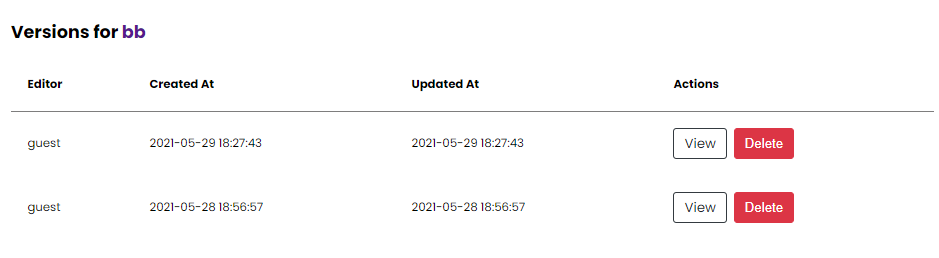 Versions for bb
Editor Created At Updated At Actions
guest 2021-05-29 18:27:43 2021-05-29 18:27:43 View Delete
guest 2021-05-28 18:56:57 2021-05-28 18:56:57 View Delete